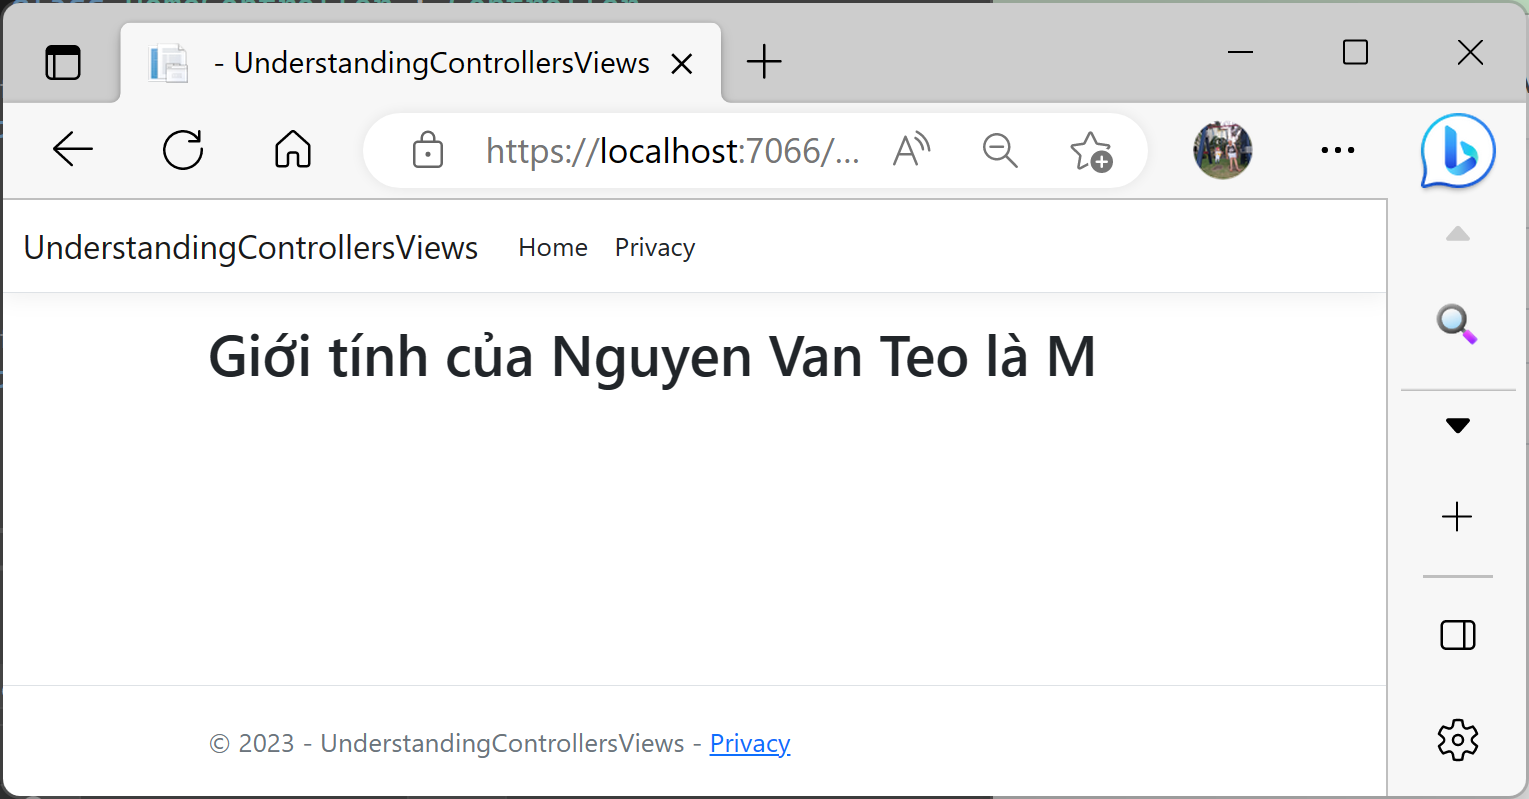 - UnderstandingControllersViews
https://localhost:7066/...
UnderstandingControllersViews Home Privacy
Giới tính của Nguyen Van Teo là M
© 2023 - UnderstandingControllersViews - Privacy